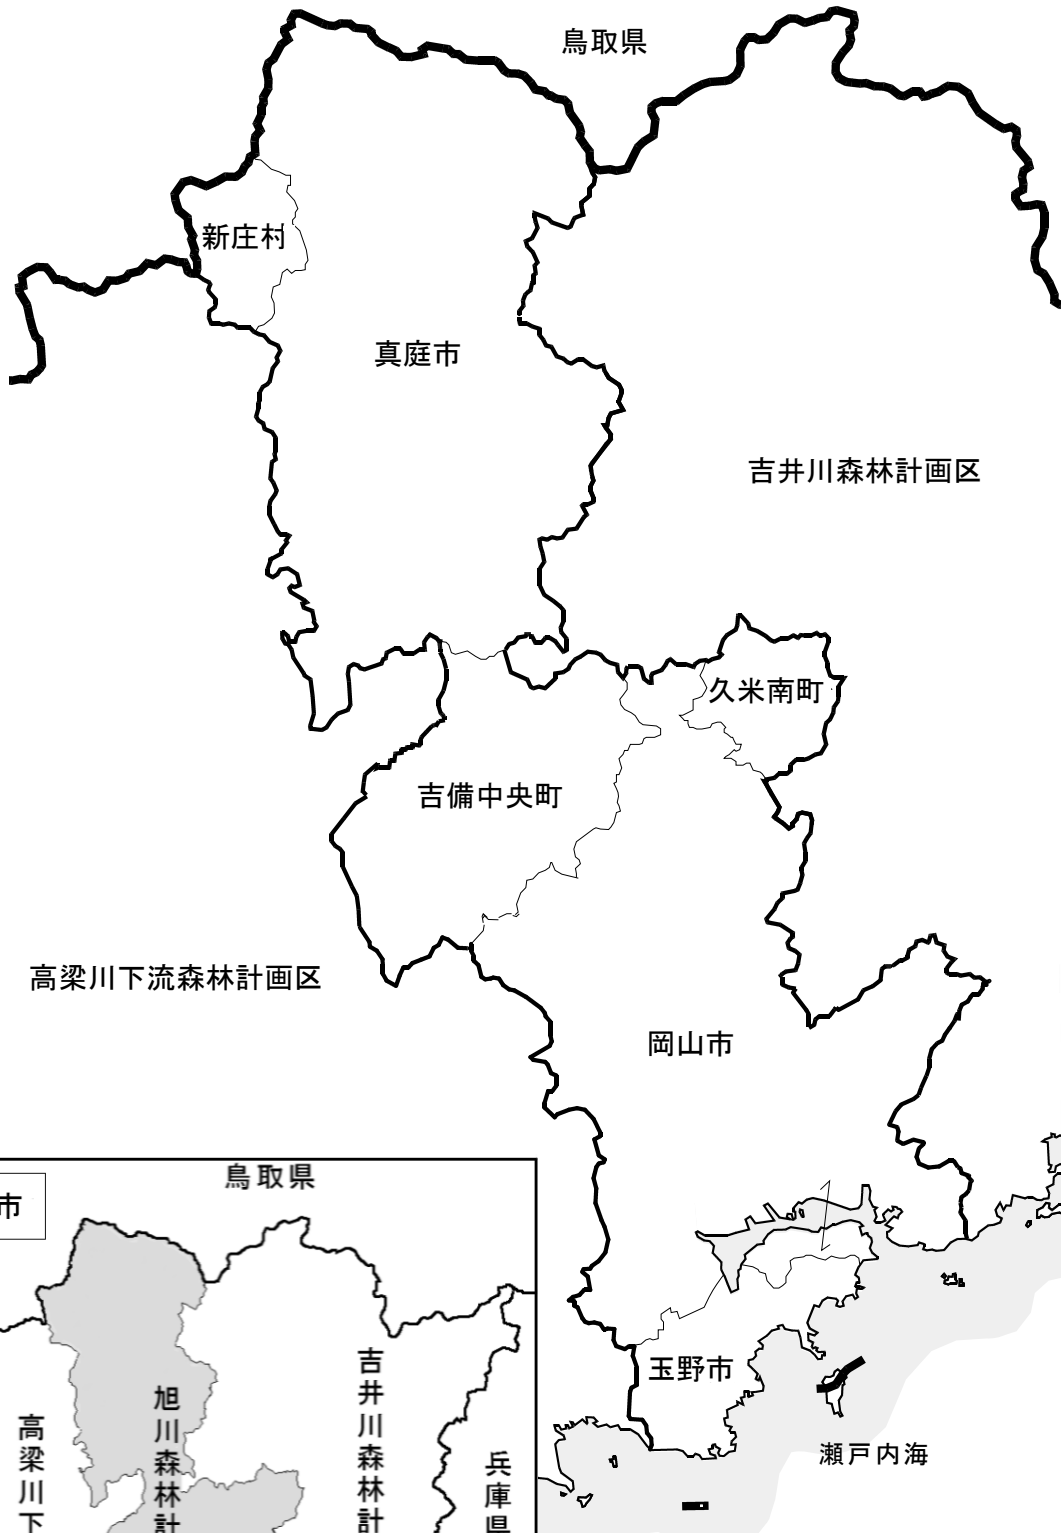 鳥取県
新庄村
真庭市
吉井川森林計画区
久米南町
吉備中央町
高梁川下流森林計画区
岡山市
玉野市
瀬戸内海
市
鳥取県
高梁川下
旭川森林計
吉井川森林計
兵庫県